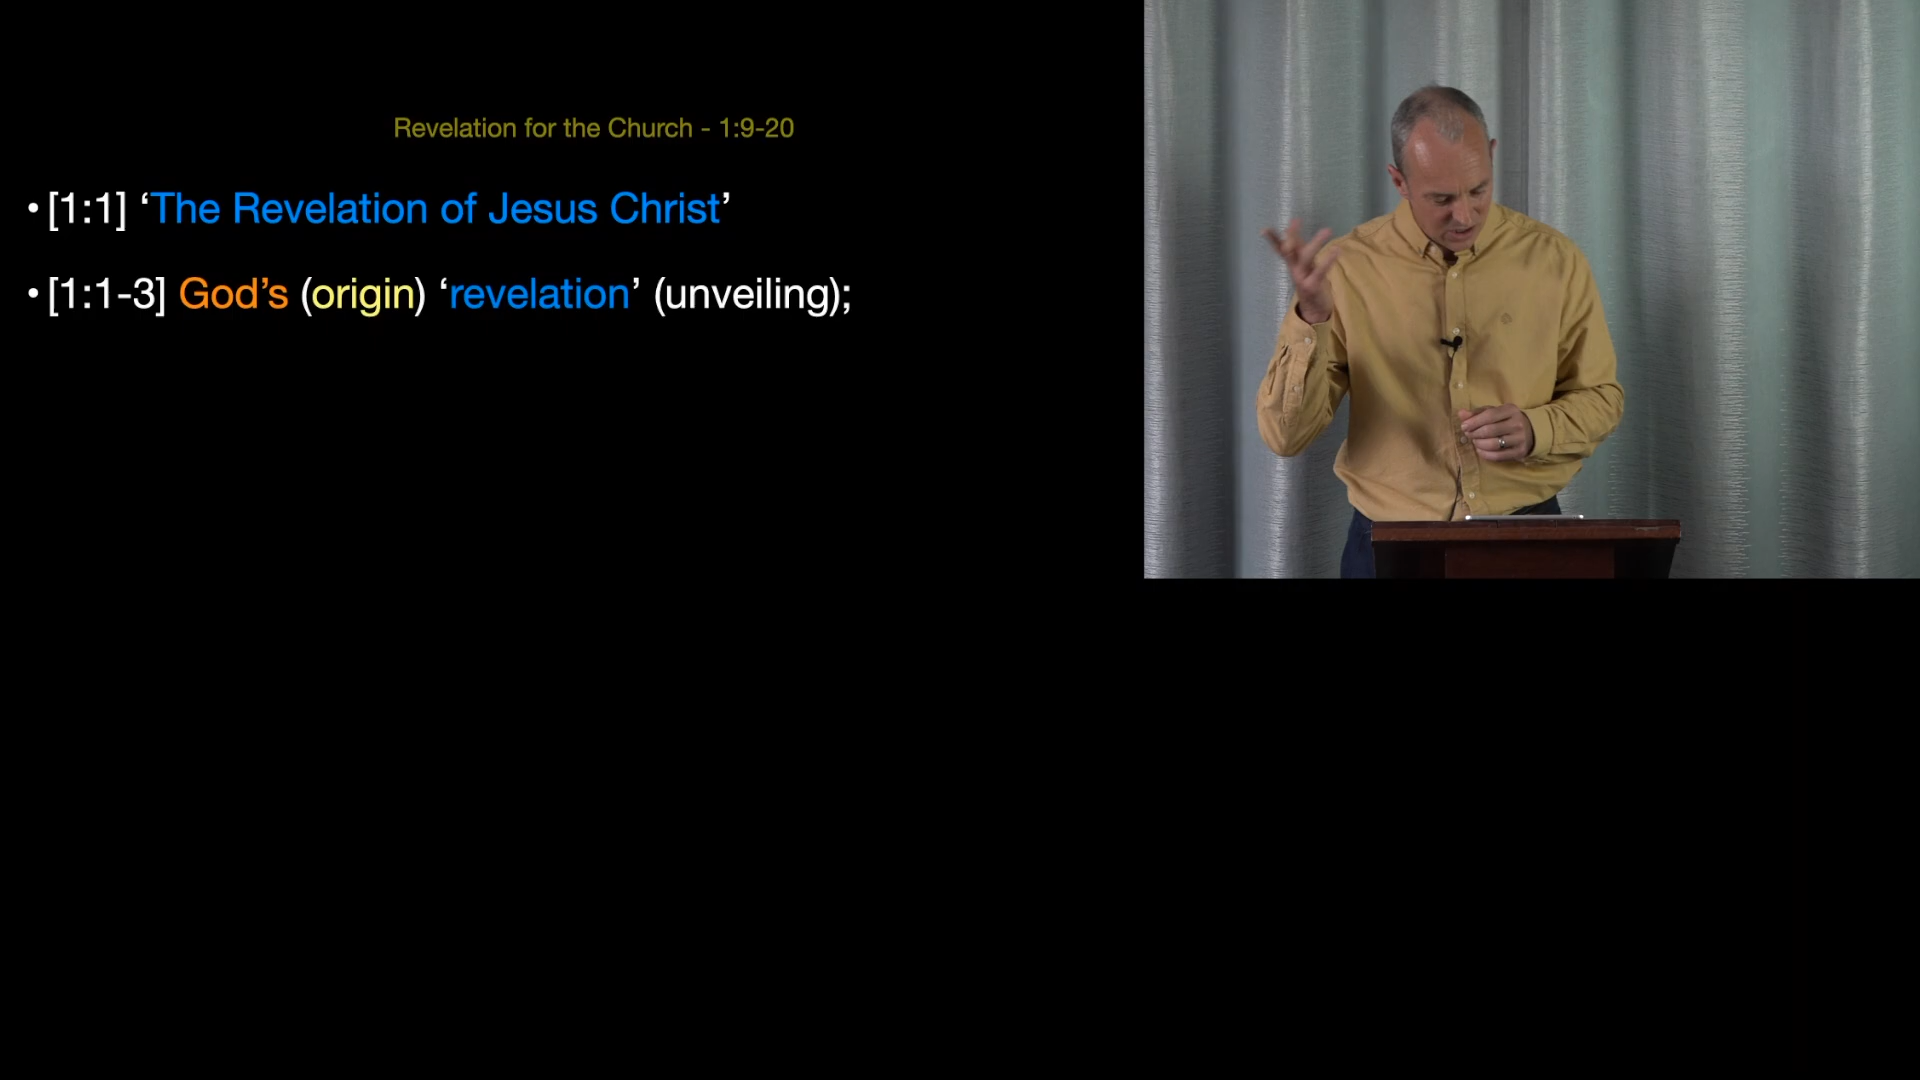 Revelation for the Church - 1:9-20
• [1:1] ‘The Revelation of Jesus Christ’
• [1:1-3] God’s (origin) ‘revelation’ (unveiling);